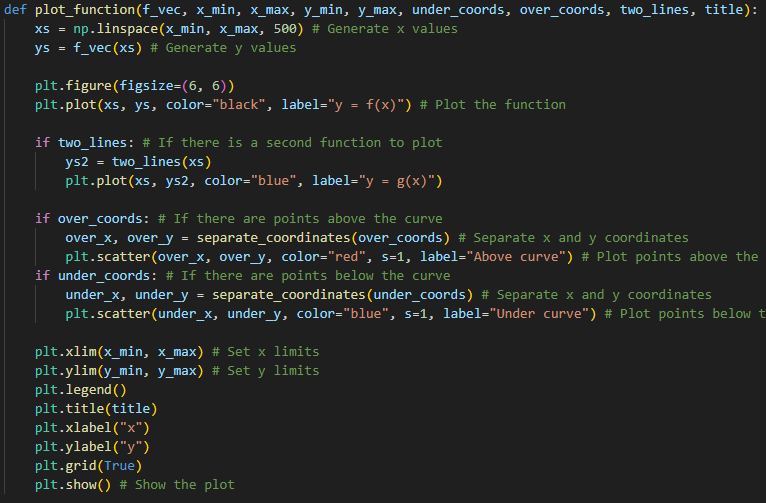 def plot_function(f_vec, x_min, x_max, y_min, y_max, under_coords, over_coords, two_lines, title):
    xs = np.linspace(x_min, x_max, 500) # Generate x values
    ys = f_vec(xs) # Generate y values

    plt.figure(figsize=(6, 6))
    plt.plot(xs, ys, color="black", label="y = f(x)") # Plot the function

    if two_lines: # If there is a second function to plot
        ys2 = two_lines(xs)
        plt.plot(xs, ys2, color="blue", label="y = g(x)")

    if over_coords: # If there are points above the curve
        over_x, over_y = separate_coordinates(over_coords) # Separate x and y coordinates
        plt.scatter(over_x, over_y, color="red", s=1, label="Above curve") # Plot points above the
    if under_coords: # If there are points below the curve
        under_x, under_y = separate_coordinates(under_coords) # Separate x and y coordinates
        plt.scatter(under_x, under_y, color="blue", s=1, label="Under curve") # Plot points below t

    plt.xlim(x_min, x_max) # Set x limits
    plt.ylim(y_min, y_max) # Set y limits
    plt.legend()
    plt.title(title)
    plt.xlabel("x")
    plt.ylabel("y")
    plt.grid(True)
    plt.show() # Show the plot